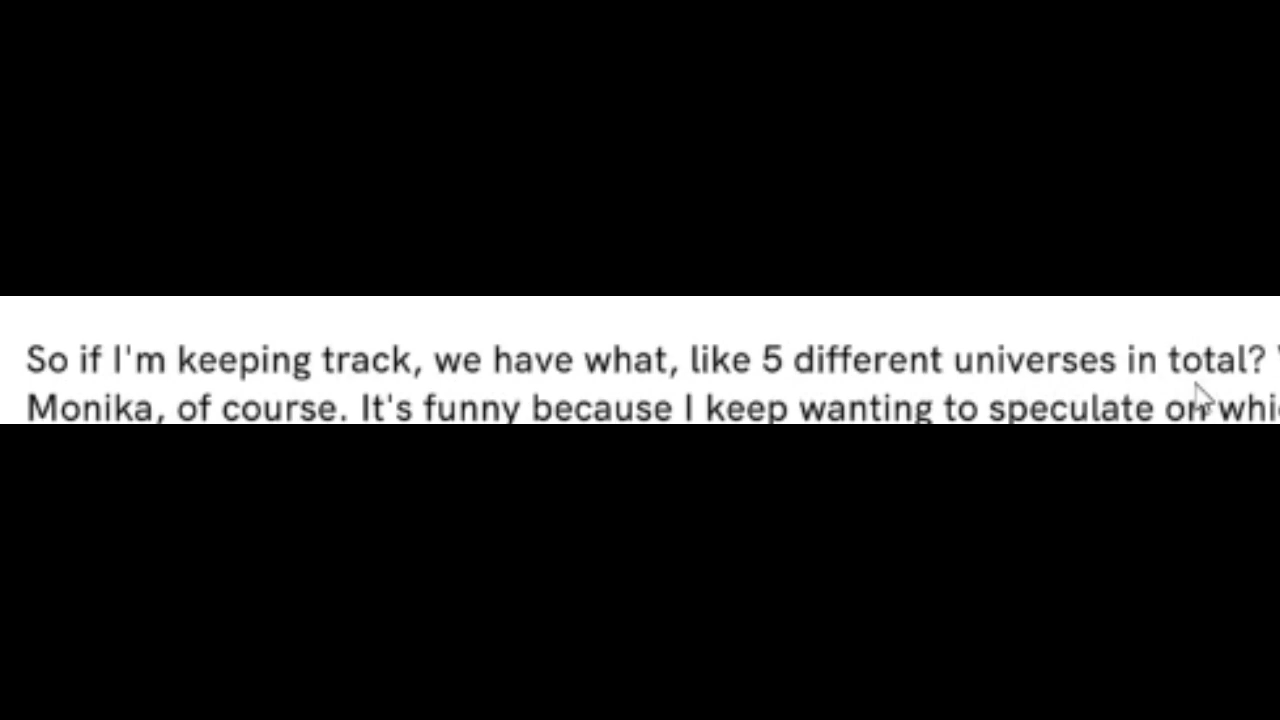 So if I'm keeping track, we have what, like 5 different universes in total?
Monika, of course. It's funny because I keep wanting to speculate on